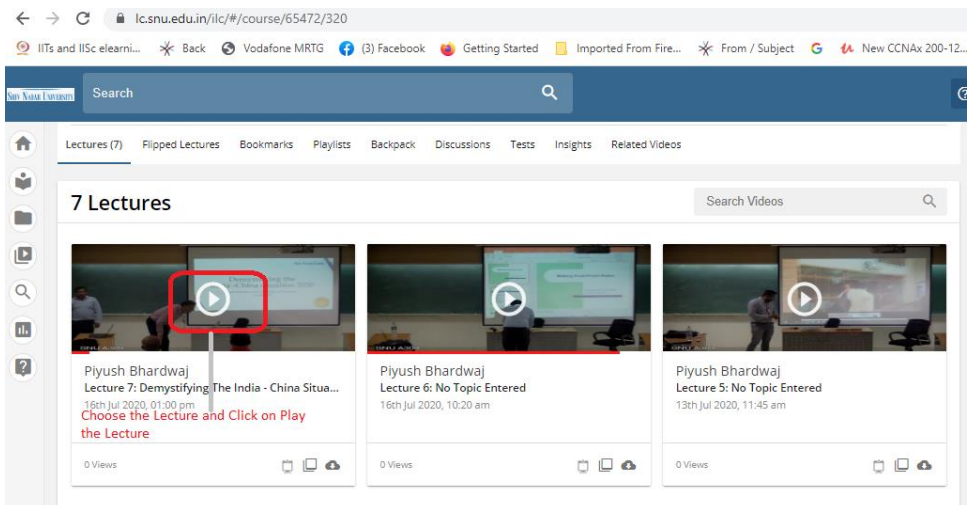 lc.snu.edu.in/ilc/#/course/65472/320
IITs and IISc elearni... Back Vodafone MRTG (3) Facebook Getting Started Imported From Fire... From / Subject New CCNAx 200-12...
Shiv Nadar University Search
Lectures (7) Flipped Lectures Bookmarks Playlists Backpack Discussions Tests Insights Related Videos
7 Lectures Search Videos
Piyush Bhardwaj
Lecture 7: Demystifying The India - China Situa...
16th Jul 2020, 01:00 pm
Choose the Lecture and Click on Play
the Lecture
0 Views
Piyush Bhardwaj
Lecture 6: No Topic Entered
16th Jul 2020, 10:20 am
0 Views
Piyush Bhardwaj
Lecture 5: No Topic Entered
13th Jul 2020, 11:45 am
0 Views